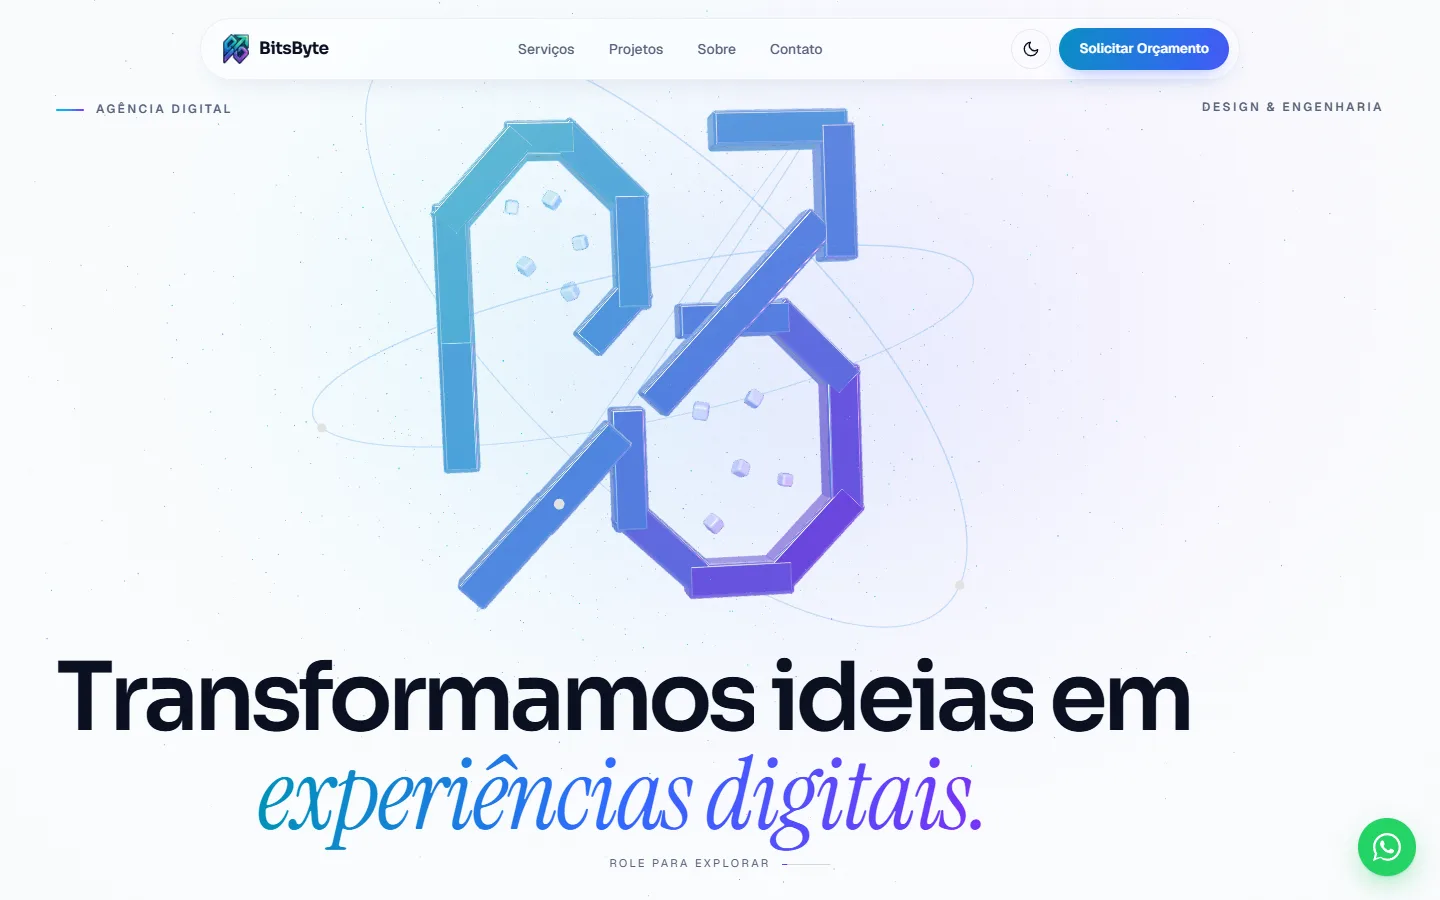 BitsByte
Serviços
Projetos
Sobre
Contato
Solicitar Orçamento
AGÊNCIA DIGITAL
DESIGN & ENGENHARIA
Transformamos ideias em
experiências digitais.
ROLE PARA EXPLORAR